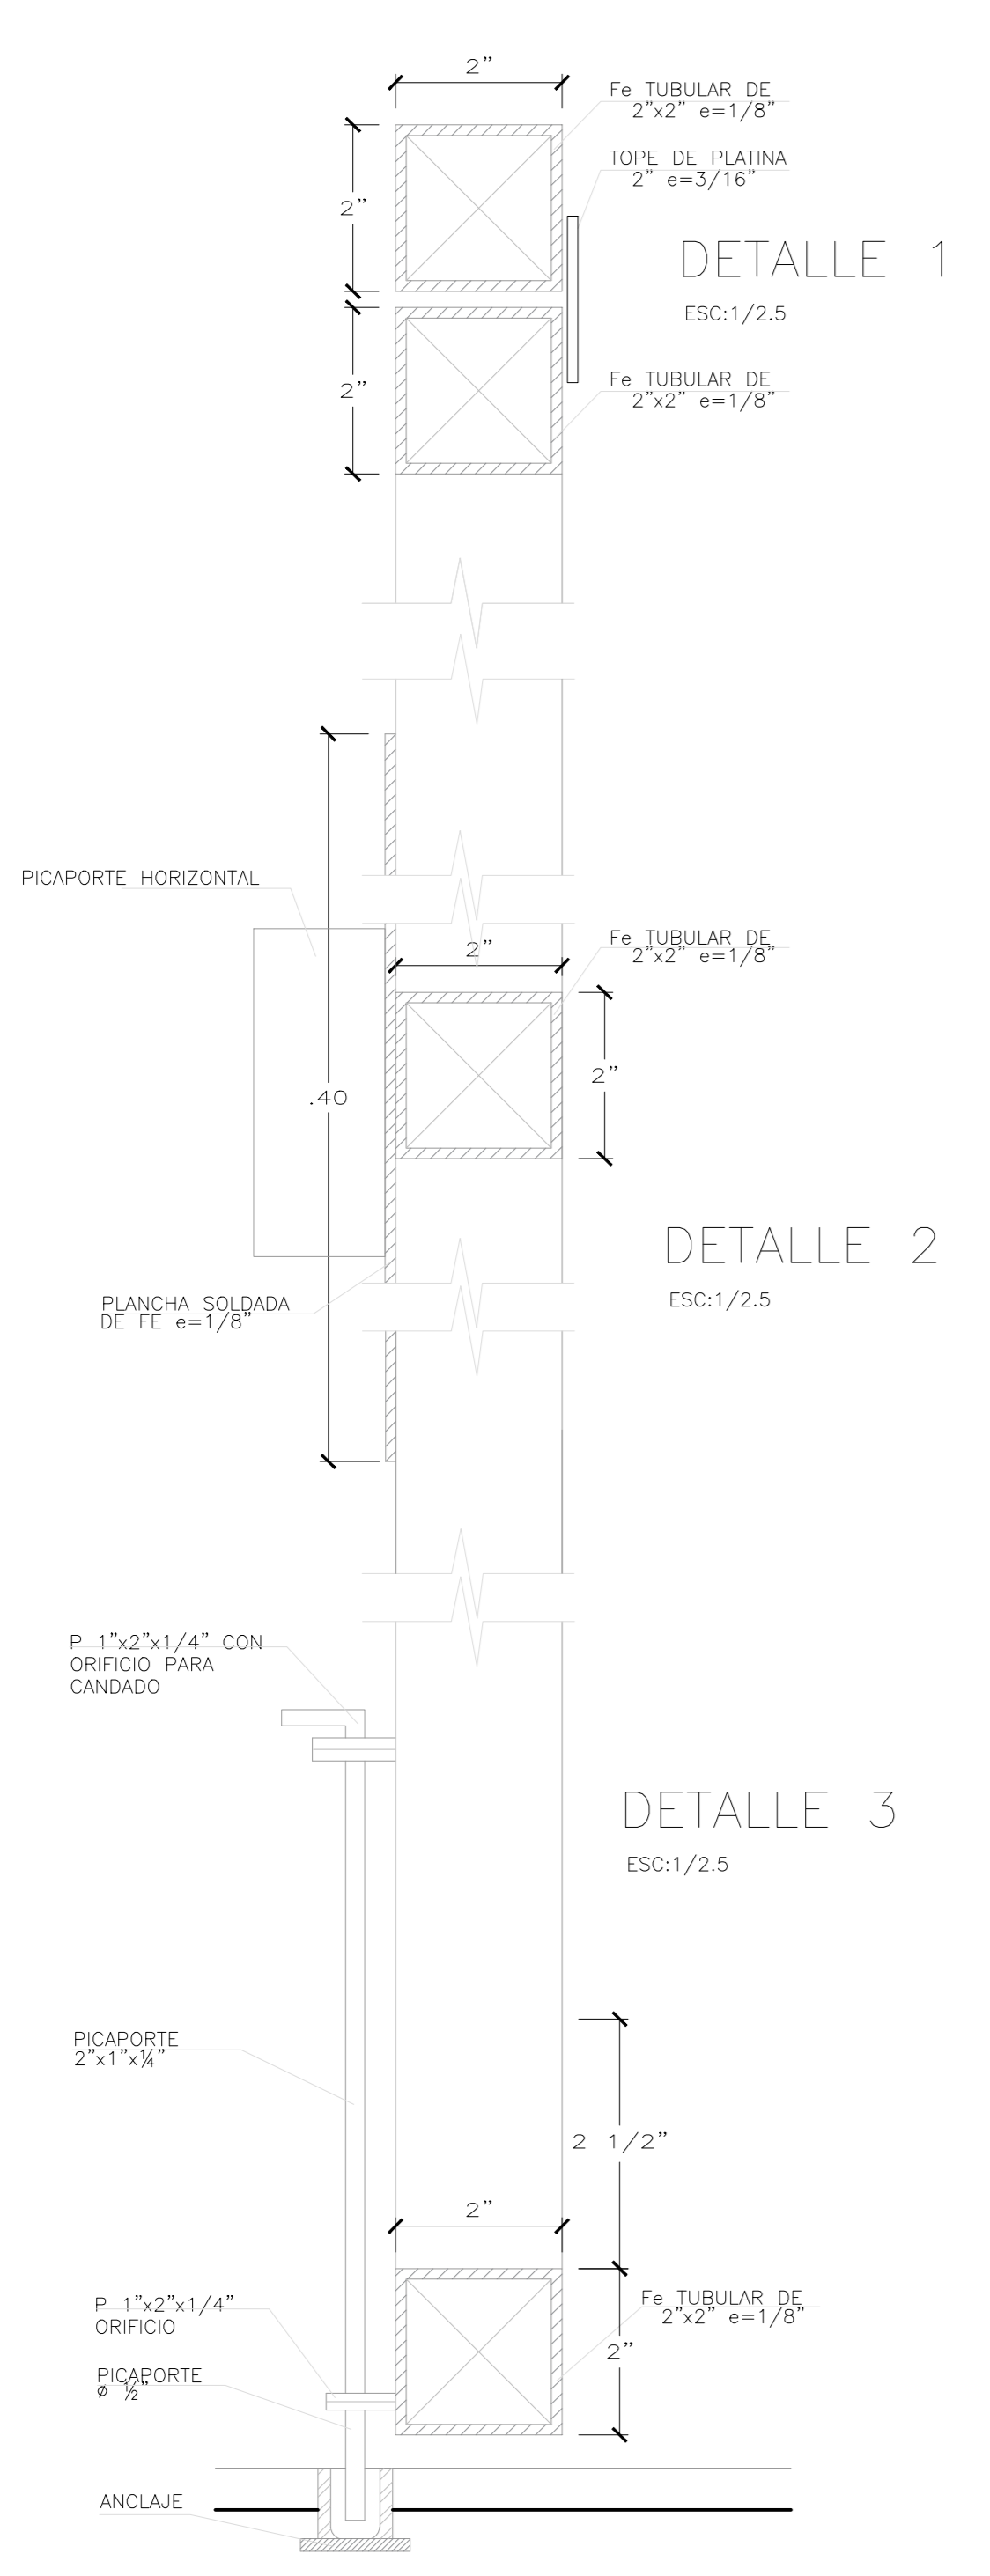 2"
Fe TUBULAR DE
2"x2" e=1/8"
TOPE DE PLATINA
2" e=3/16"
2"
DETALLE 1
ESC:1/2.5
Fe TUBULAR DE
2"x2" e=1/8"
2"
PICAPORTE HORIZONTAL
Fe TUBULAR DE
2"x2" e=1/8"
2"
2"
.40
DETALLE 2
ESC:1/2.5
PLANCHA SOLDADA
DE FE e=1/8"
P 1"x2"x1/4" CON
ORIFICIO PARA
CANDADO
DETALLE 3
ESC:1/2.5
PICAPORTE
2"x1"x¼"
2 1/2"
2"
P 1"x2"x1/4"
ORIFICIO
Fe TUBULAR DE
2"x2" e=1/8"
2"
PICAPORTE
ø ½"
ANCLAJE